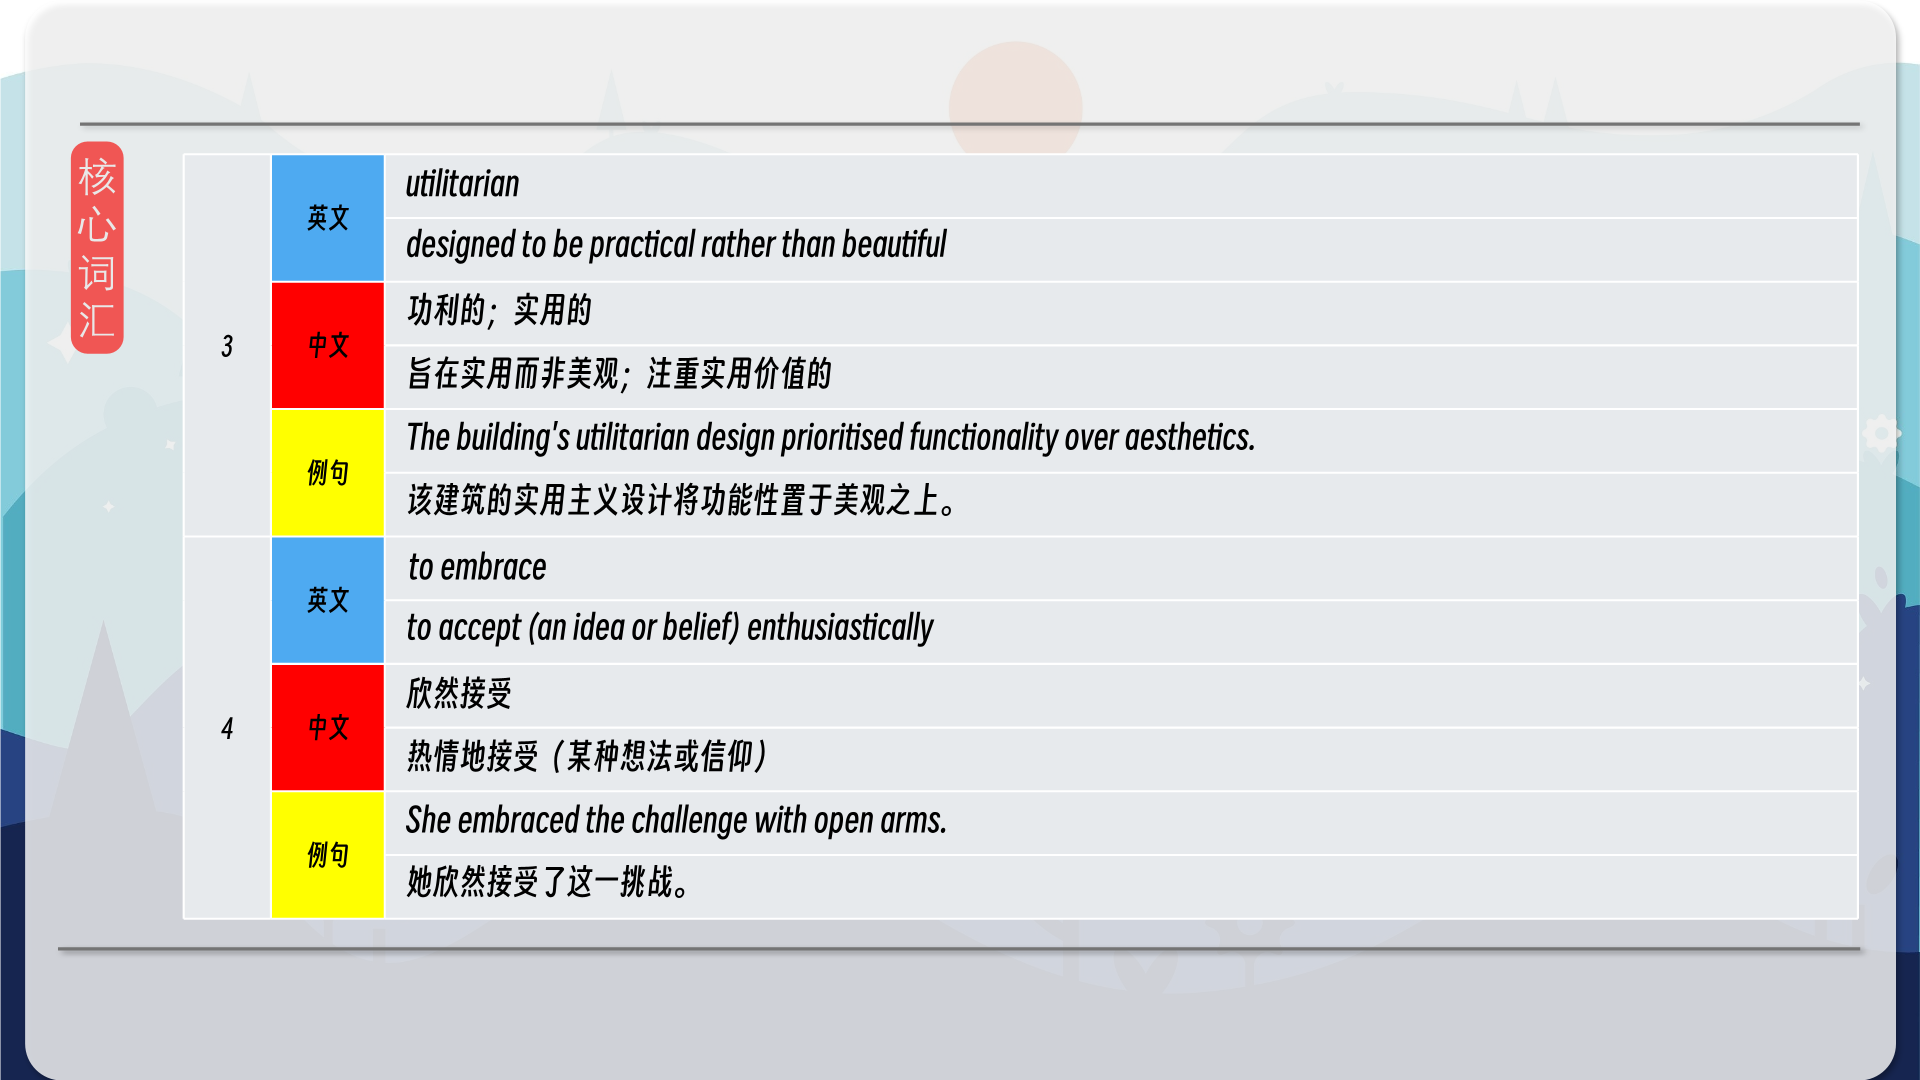 核心词汇
3
英文
utilitarian
designed to be practical rather than beautiful
中文
功利的；实用的
旨在实用而非美观；注重实用价值的
例句
The building's utilitarian design prioritised functionality over aesthetics.
该建筑的实用主义设计将功能性置于美观之上。
4
英文
to embrace
to accept (an idea or belief) enthusiastically
中文
欣然接受
热情地接受（某种想法或信仰）
例句
She embraced the challenge with open arms.
她欣然接受了这一挑战。